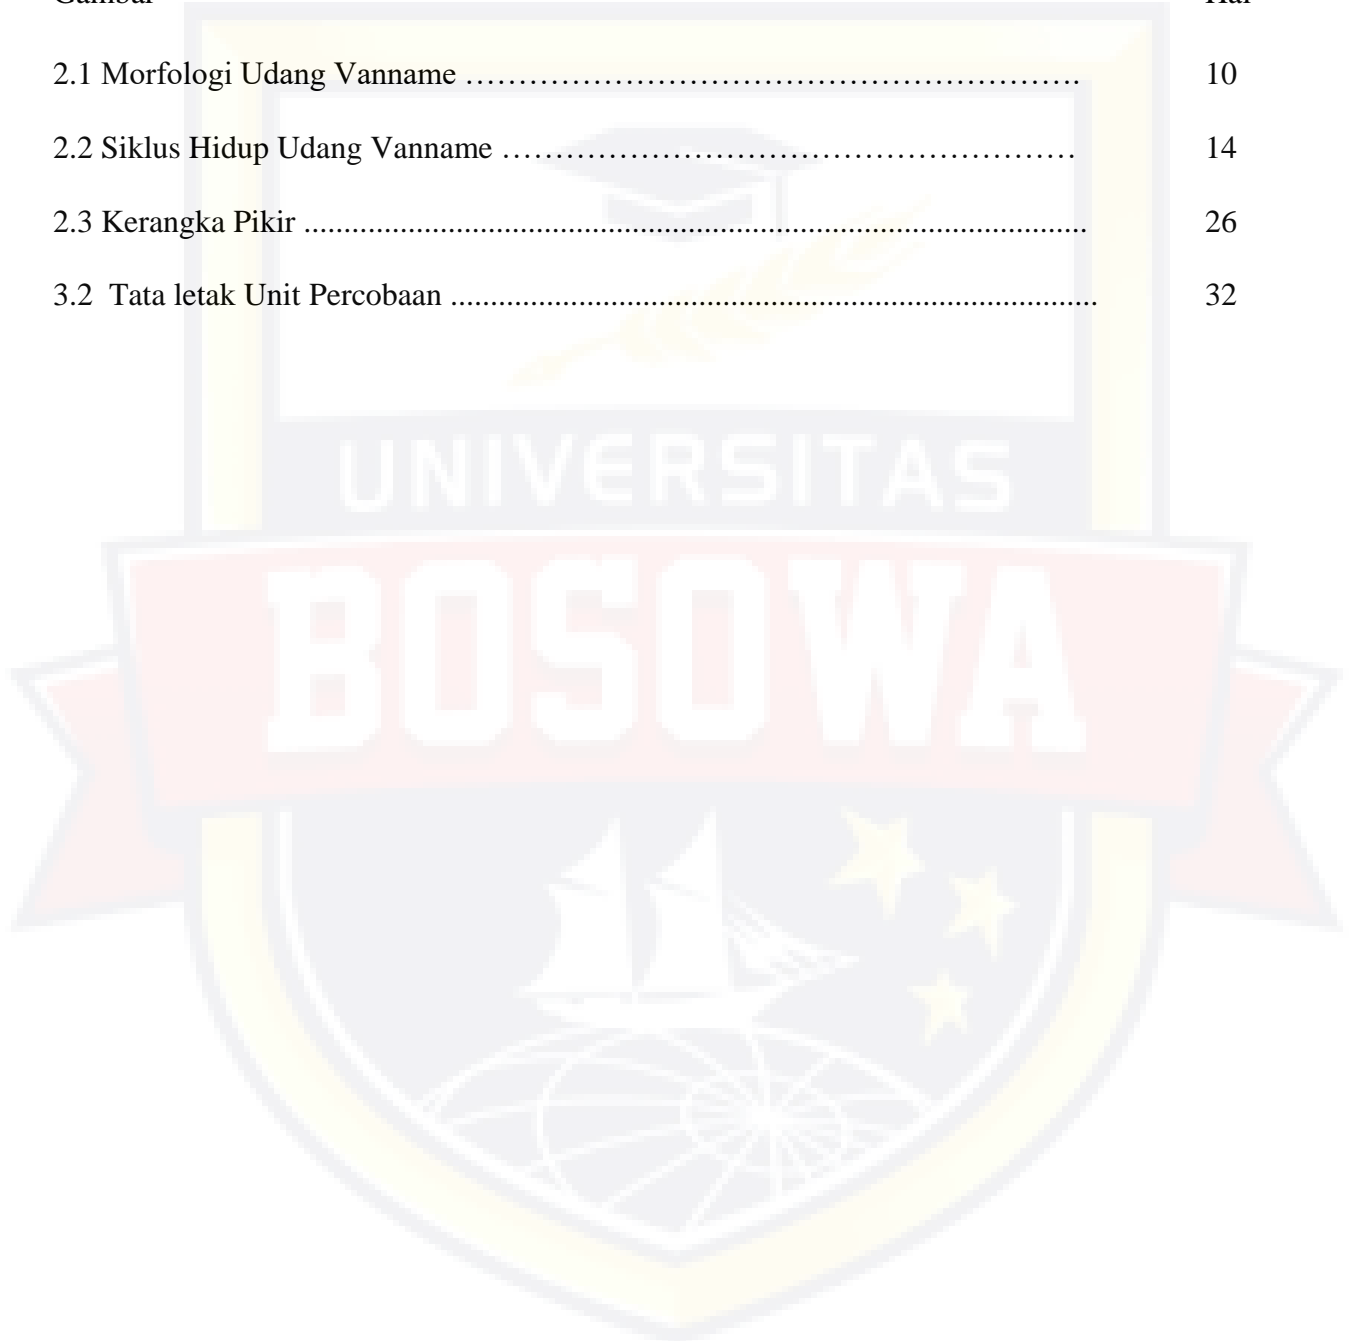 Gambar Hal
2.1 Morfologi Udang Vanname ………………………………………………. 10
2.2 Siklus Hidup Udang Vanname ……………………………………………… 14
2.3 Kerangka Pikir .................................................................................................. 26
3.2 Tata letak Unit Percobaan ................................................................................. 32
UNIVERSITAS
BOSOWA